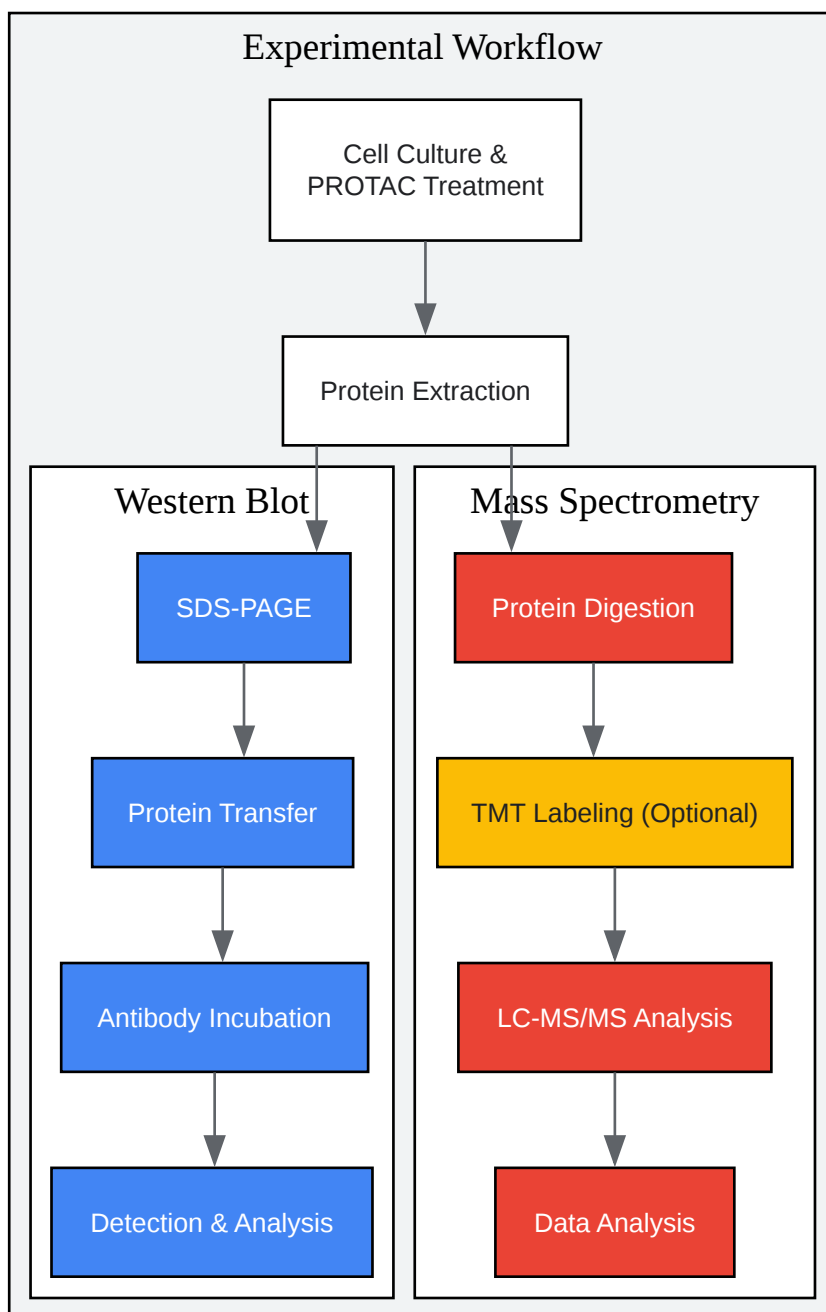 Experimental Workflow
Cell Culture &
PROTAC Treatment
Protein Extraction
Western Blot
SDS-PAGE
Protein Transfer
Antibody Incubation
Detection & Analysis
Mass Spectrometry
Protein Digestion
TMT Labeling (Optional)
LC-MS/MS Analysis
Data Analysis